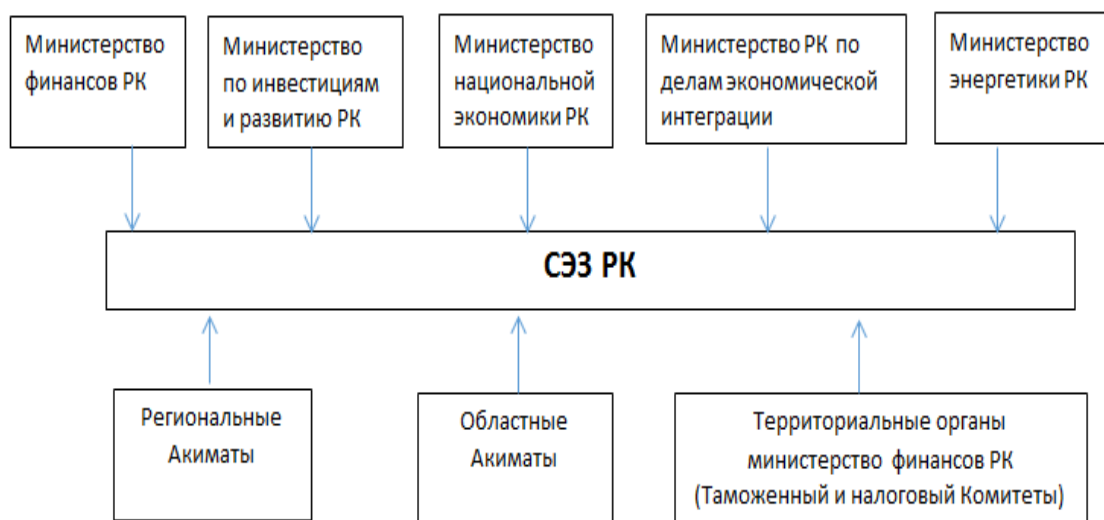 Министерство
финансов РК
Министерство
по инвестициям
и развитию РК
Министерство
национальной
экономики РК
Министерство РК по
делам экономической
интеграции
Министерство
энергетики РК
СЭЗ РК
Региональные
Акиматы
Областные
Акиматы
Территориальные органы
министерство финансов РК
(Таможенный и налоговый Комитеты)